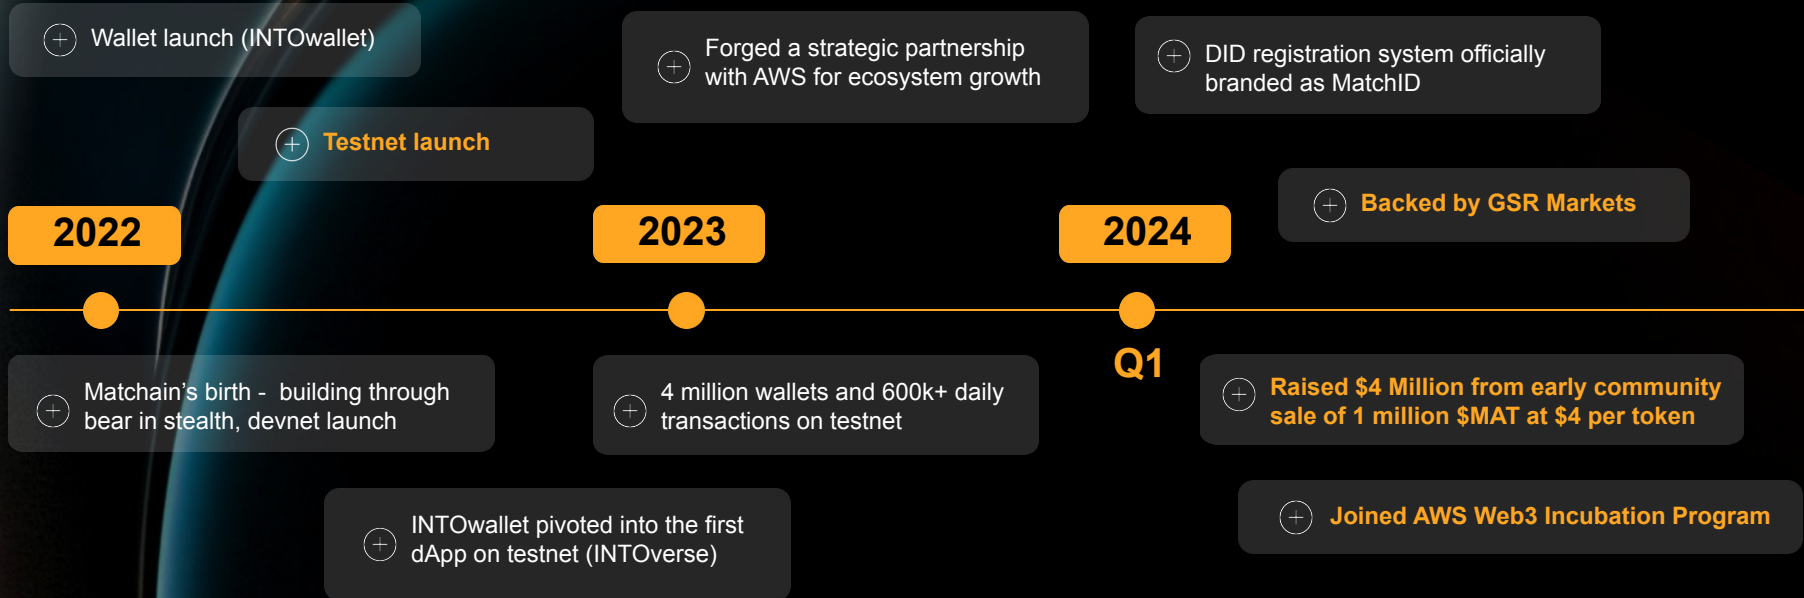 Wallet launch (INTOwallet)
Testnet launch
Forged a strategic partnership
with AWS for ecosystem growth
DID registration system officially
branded as MatchID
Backed by GSR Markets
2022
2023
2024
Q1
Matchain's birth -  building through
bear in stealth, devnet launch
4 million wallets and 600k+ daily
transactions on testnet
Raised $4 Million from early community
sale of 1 million $MAT at $4 per token
INTOwallet pivoted into the first
dApp on testnet (INTOverse)
Joined AWS Web3 Incubation Program